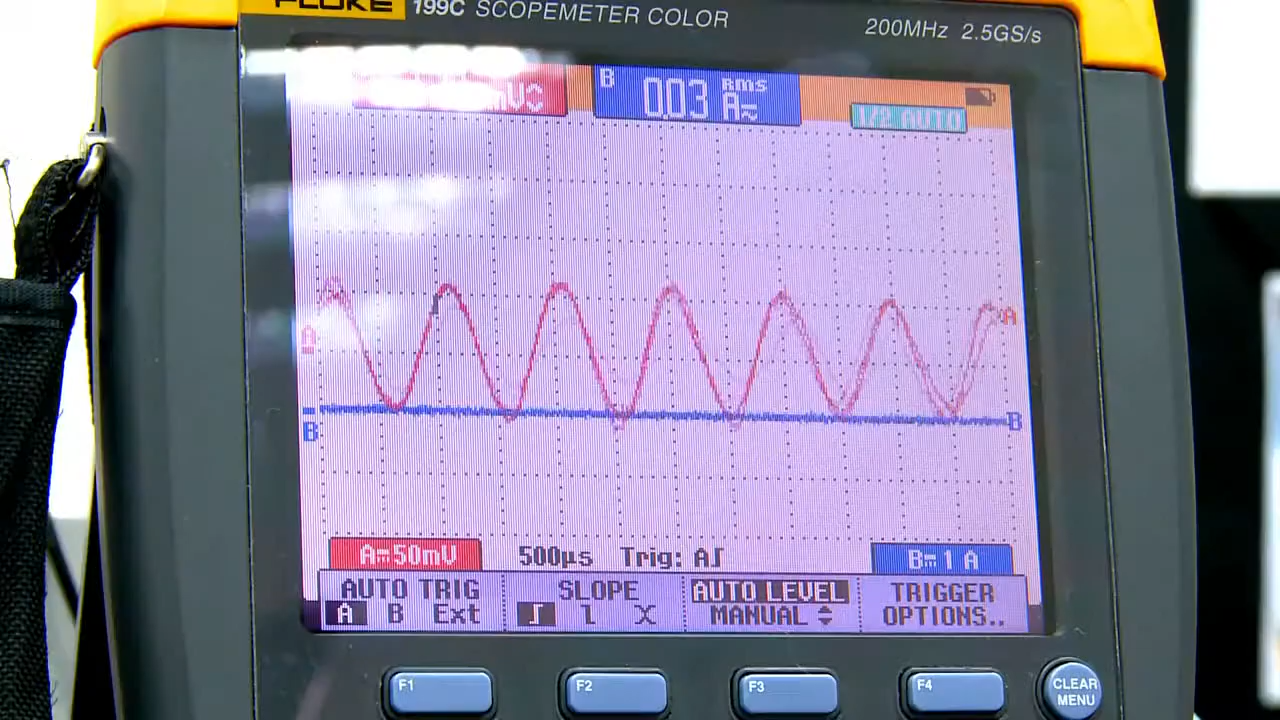 FLUKE 199C SCOPEMETER COLOR 200MHz 2.5GS/s
B 0.03 RMS A
1/2 AUTO
A
A
B
B
A=50mV 500µs Trig: A∫ B=1 A
AUTO TRIG SLOPE AUTO LEVEL TRIGGER
A B Ext ∫ l X MANUAL OPTIONS..
F1 F2 F3 F4 CLEAR
MENU